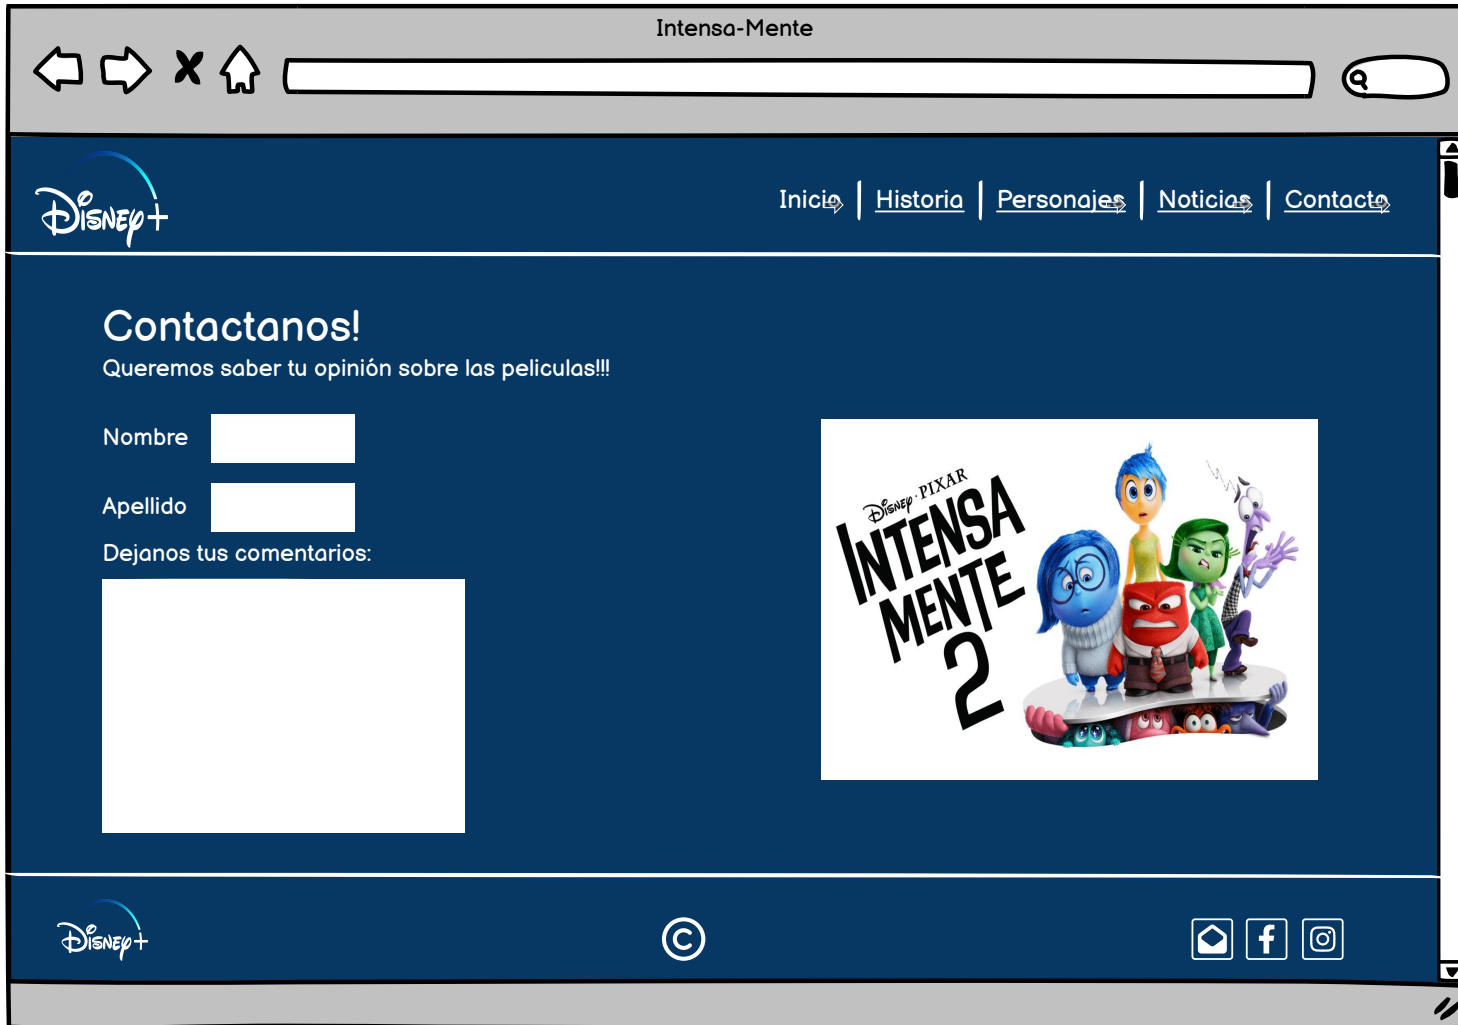 Intensa-Mente
Disney+
Inicio Historia Personajes Noticias Contacto
Contactanos!
Queremos saber tu opinión sobre las peliculas!!!
Nombre
Apellido
Dejanos tus comentarios:
Disney · PIXAR
INTENSA
MENTE
2
Disney+
©